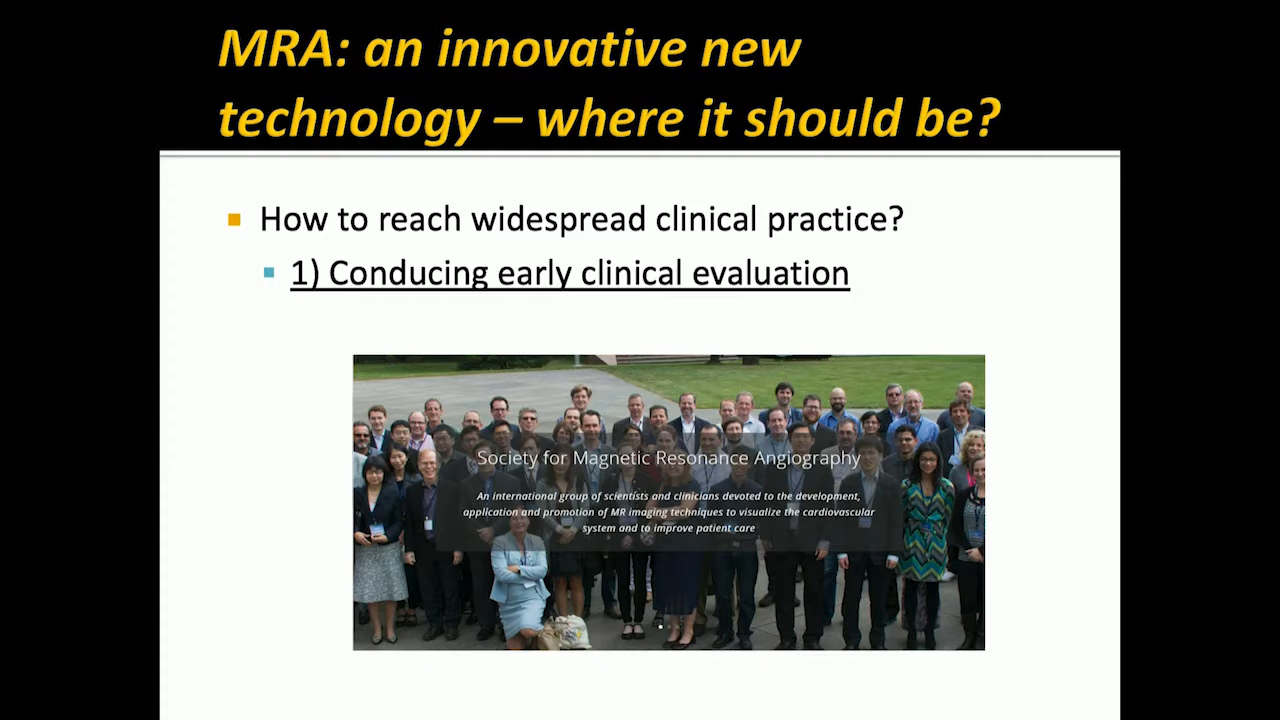 MRA: an innovative new
technology – where it should be?
How to reach widespread clinical practice?
1) Conducing early clinical evaluation
Society for Magnetic Resonance Angiography
An international group of scientists and clinicians devoted to the development,
application and promotion of MR imaging techniques to visualize the cardiovascular
system and to improve patient care